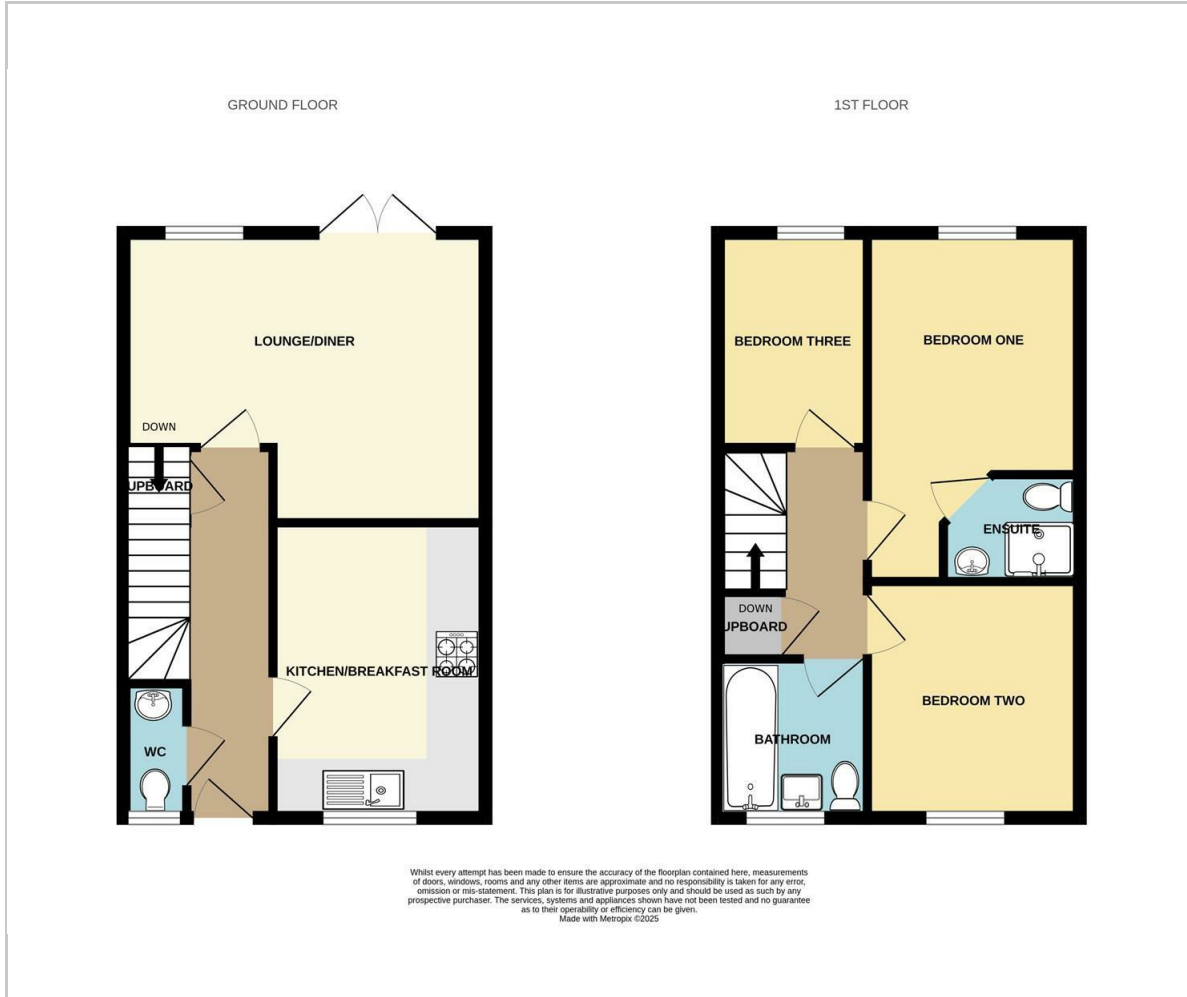 GROUND FLOOR
LOUNGE/DINER
DOWN
UPBOARD
KITCHEN/BREAKFAST ROOM
WC
1ST FLOOR
BEDROOM THREE
BEDROOM ONE
ENSUITE
DOWN
UPBOARD
BEDROOM TWO
BATHROOM
Whilst every attempt has been made to ensure the accuracy of the floorplan contained here, measurements
of doors, windows, rooms and any other items are approximate and no responsibility is taken for any error,
omission or mis-statement. This plan is for illustrative purposes only and should be used as such by any
prospective purchaser. The services, systems and appliances shown have not been tested and no guarantee
as to their operability or efficiency can be given.
Made with Metropix ©2025